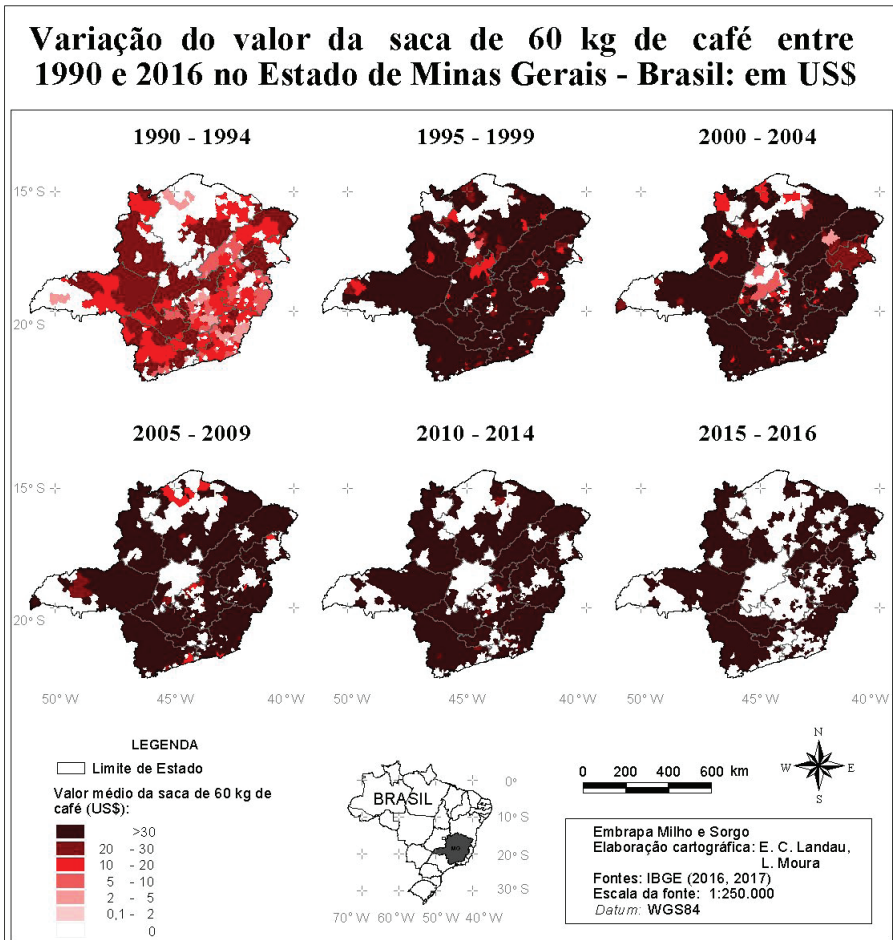 Variação do valor da saca de 60 kg de café entre
1990 e 2016 no Estado de Minas Gerais - Brasil: em US$
1990 - 1994
1995 - 1999
2000 - 2004
15° S
20° S
2005 - 2009
2010 - 2014
2015 - 2016
15° S
20° S
50° W
45° W
40° W
50° W
45° W
40° W
50° W
45° W
40° W
LEGENDA
Limite de Estado
Valor médio da saca de 60 kg de
café (US$):
>30
20 - 30
10 - 20
5 - 10
2 - 5
0,1 - 2
0
BRASIL
MG
0°
10° S
20° S
30° S
70° W 60° W 50° W 40° W
0 200 400 600 km
N
W E
S
Embrapa Milho e Sorgo
Elaboração cartográfica: E. C. Landau,
L. Moura
Fontes: IBGE (2016, 2017)
Escala da fonte: 1:250.000
Datum: WGS84